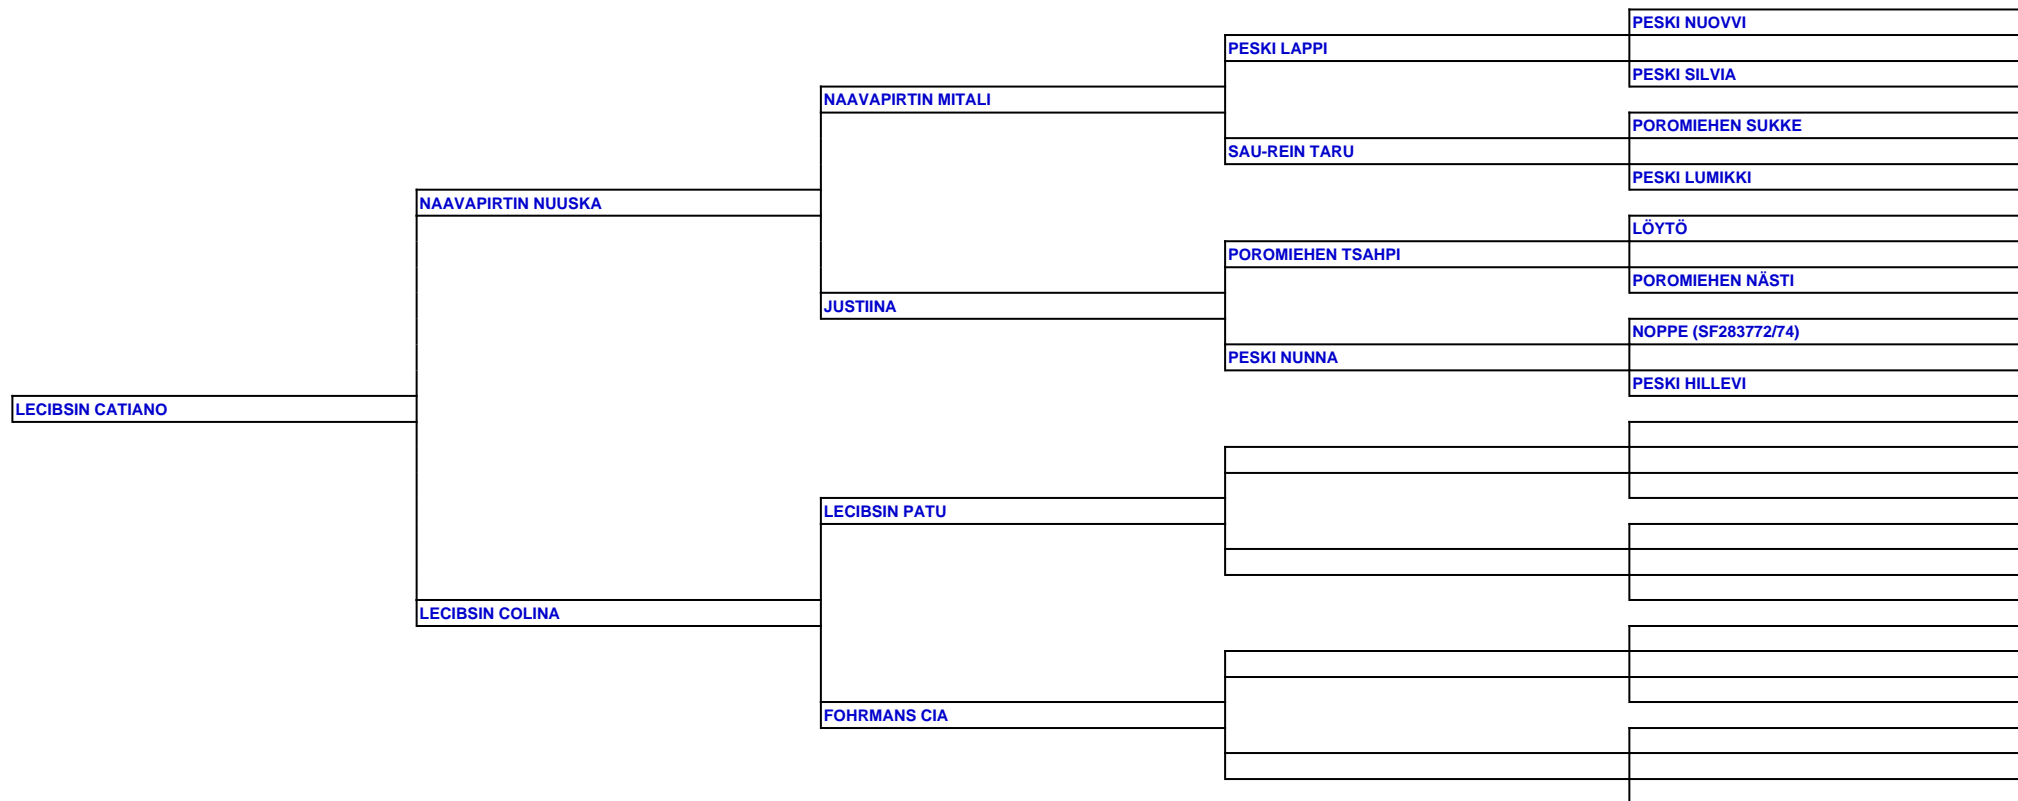 PESKI NUOVVI
PESKI LAPPI
PESKI SILVIA
NAAVAPIRTIN MITALI
POROMIEHEN SUKKE
SAU-REIN TARU
PESKI LUMIKKI
NAAVAPIRTIN NUUSKA
LÖYTÖ
POROMIEHEN TSAHPI
POROMIEHEN NÄSTI
JUSTIINA
NOPPE (SF283772/74)
PESKI NUNNA
PESKI HILLEVI
LECIBSIN CATIANO
LECIBSIN PATU
LECIBSIN COLINA
FOHRMANS CIA